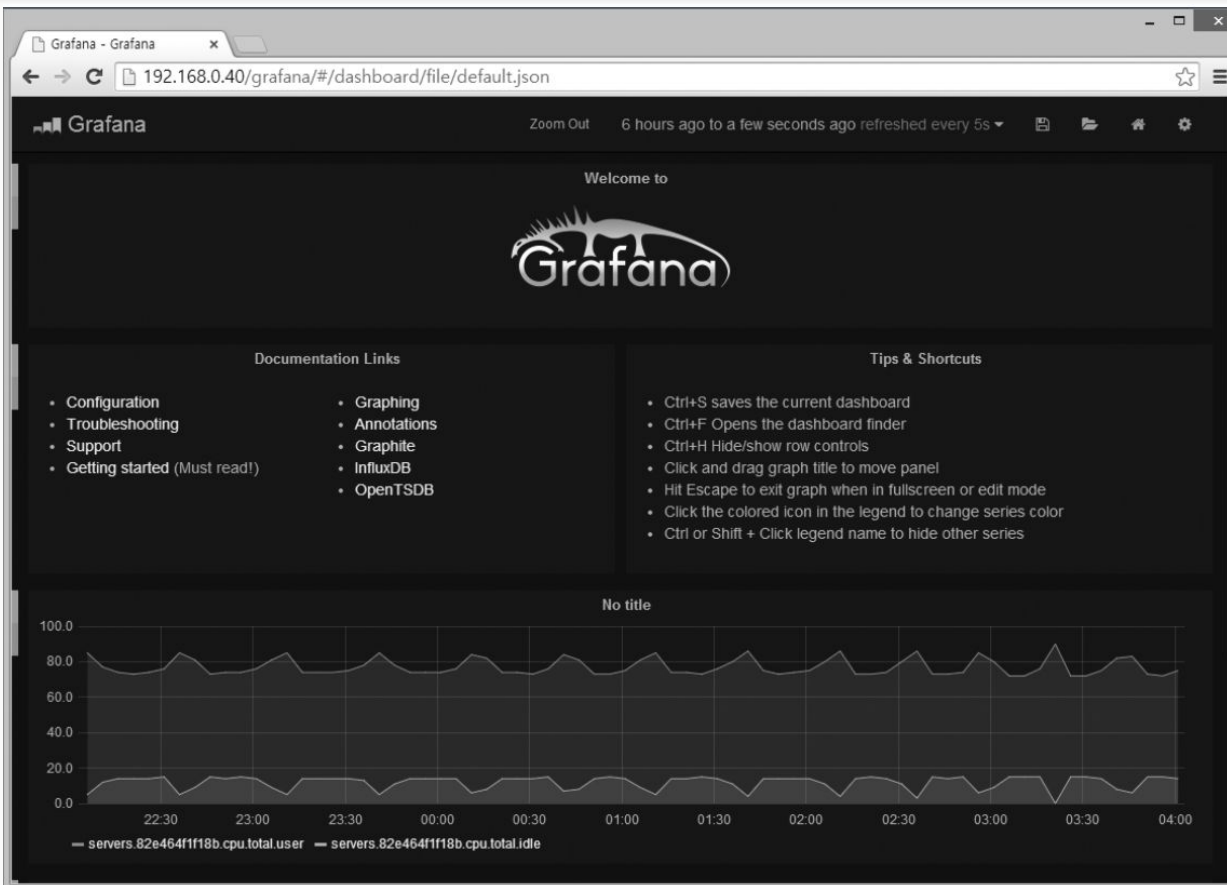 Grafana - Grafana
192.168.0.40/grafana/#/dashboard/file/default.json
Grafana
Zoom Out 6 hours ago to a few seconds ago refreshed every 5s
Welcome to
Grafana
Documentation Links
Configuration
Troubleshooting
Support
Getting started (Must read!)
Graphing
Annotations
Graphite
InfluxDB
OpenTSDB
Tips & Shortcuts
Ctrl+S saves the current dashboard
Ctrl+F Opens the dashboard finder
Ctrl+H Hide/show row controls
Click and drag graph title to move panel
Hit Escape to exit graph when in fullscreen or edit mode
Click the colored icon in the legend to change series color
Ctrl or Shift + Click legend name to hide other series
No title
100.0
80.0
60.0
40.0
20.0
0.0
22:30 23:00 23:30 00:00 00:30 01:00 01:30 02:00 02:30 03:00 03:30 04:00
servers.82e464f1f18b.cpu.total.user servers.82e464f1f18b.cpu.total.idle